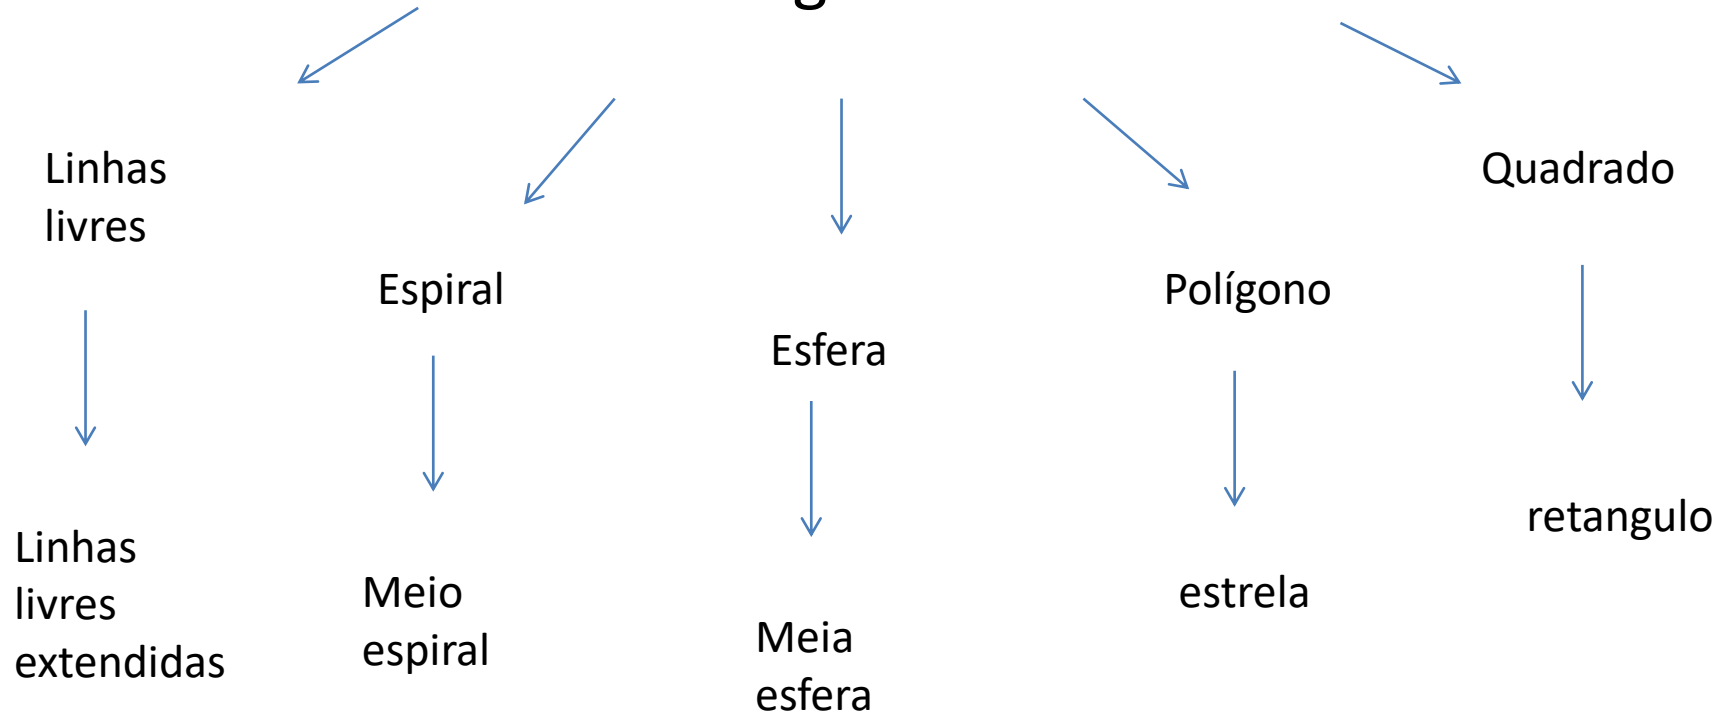 Linhas
livres
Espiral
Esfera
Polígono
Quadrado
Linhas
livres
extendidas
Meio
espiral
Meia
esfera
estrela
retangulo